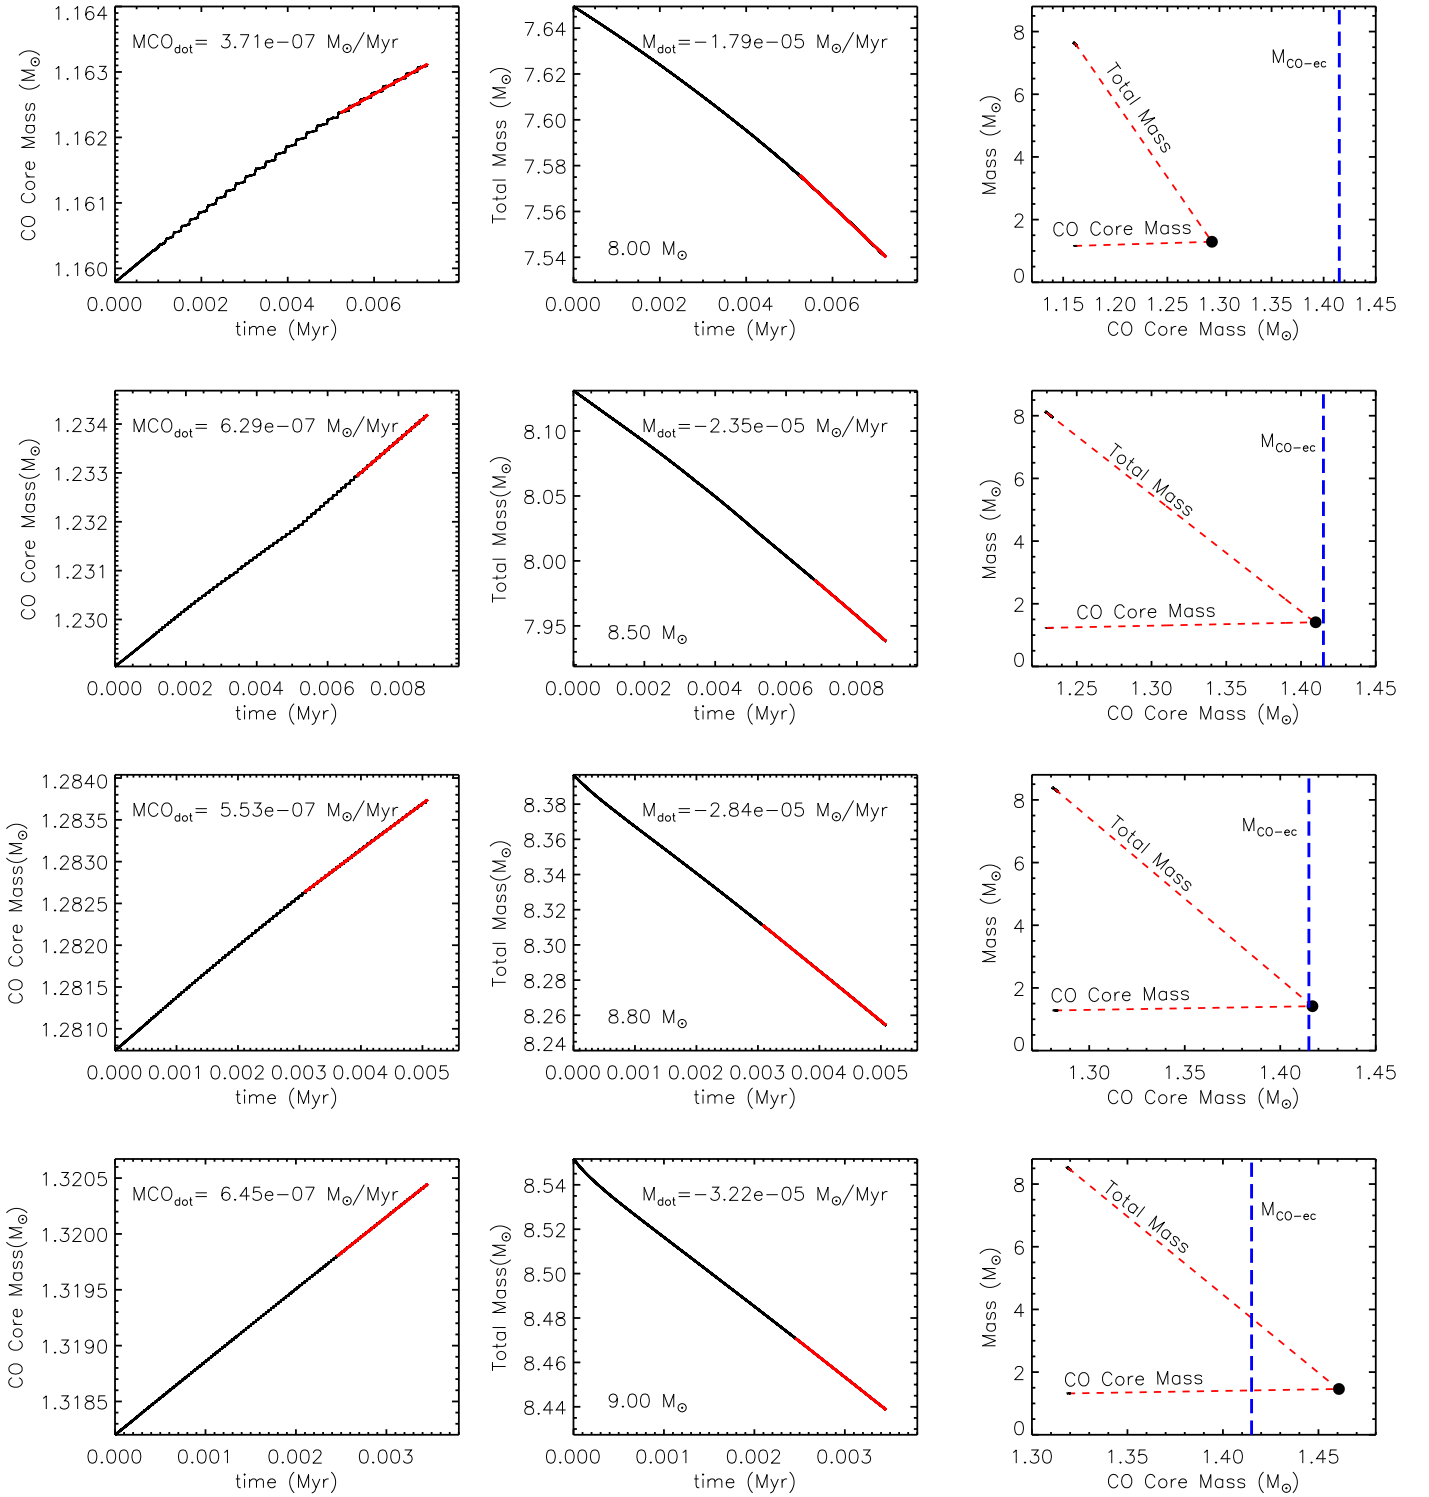 MCOdot= 3.71e−07 M⊙/Myr
CO Core Mass (M⊙)
1.164
1.163
1.162
1.161
1.160
0.000 0.002 0.004 0.006
time (Myr)
Mdot=−1.79e−05 M⊙/Myr
8.00 M⊙
Total Mass (M⊙)
7.64
7.62
7.60
7.58
7.56
7.54
0.000 0.002 0.004 0.006
time (Myr)
MCO−ec
Total Mass
CO Core Mass
Mass (M⊙)
8
6
4
2
0
1.15 1.20 1.25 1.30 1.35 1.40 1.45
CO Core Mass (M⊙)
MCOdot= 6.29e−07 M⊙/Myr
CO Core Mass(M⊙)
1.234
1.233
1.232
1.231
1.230
0.000 0.002 0.004 0.006 0.008
time (Myr)
Mdot=−2.35e−05 M⊙/Myr
8.50 M⊙
Total Mass(M⊙)
8.10
8.05
8.00
7.95
0.000 0.002 0.004 0.006 0.008
time (Myr)
MCO−ec
Total Mass
CO Core Mass
Mass (M⊙)
8
6
4
2
0
1.25 1.30 1.35 1.40 1.45
CO Core Mass (M⊙)
MCOdot= 5.53e−07 M⊙/Myr
CO Core Mass(M⊙)
1.2840
1.2835
1.2830
1.2825
1.2820
1.2815
1.2810
0.000 0.001 0.002 0.003 0.004 0.005
time (Myr)
Mdot=−2.84e−05 M⊙/Myr
8.80 M⊙
Total Mass(M⊙)
8.38
8.36
8.34
8.32
8.30
8.28
8.26
8.24
0.000 0.001 0.002 0.003 0.004 0.005
time (Myr)
MCO−ec
Total Mass
CO Core Mass
Mass (M⊙)
8
6
4
2
0
1.30 1.35 1.40 1.45
CO Core Mass (M⊙)
MCOdot= 6.45e−07 M⊙/Myr
CO Core Mass(M⊙)
1.3205
1.3200
1.3195
1.3190
1.3185
0.000 0.001 0.002 0.003
time (Myr)
Mdot=−3.22e−05 M⊙/Myr
9.00 M⊙
Total Mass(M⊙)
8.54
8.52
8.50
8.48
8.46
8.44
0.000 0.001 0.002 0.003
time (Myr)
MCO−ec
Total Mass
CO Core Mass
Mass (M⊙)
8
6
4
2
0
1.30 1.35 1.40 1.45
CO Core Mass (M⊙)